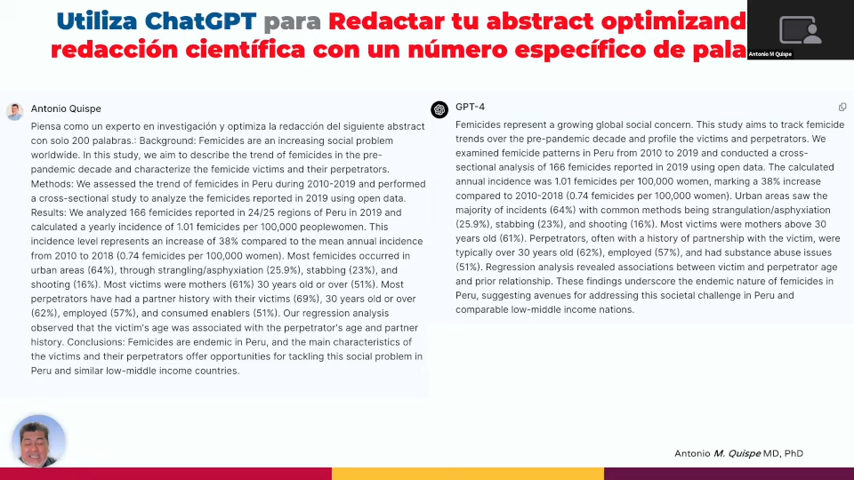 Utiliza ChatGPT para Redactar tu abstract optimizand
redacción científica con un número específico de pala
Antonio M Quispe
Antonio Quispe
Piensa como un experto en investigación y optimiza la redacción del siguiente abstract
con solo 200 palabras.: Background: Femicides are an increasing social problem
worldwide. In this study, we aim to describe the trend of femicides in the pre-
pandemic decade and characterize the femicide victims and their perpetrators.
Methods: We assessed the trend of femicides in Peru during 2010-2019 and performed
a cross-sectional study to analyze the femicides reported in 2019 using open data.
Results: We analyzed 166 femicides reported in 24/25 regions of Peru in 2019 and
calculated a yearly incidence of 1.01 femicides per 100,000 peoplewomen. This
incidence level represents an increase of 38% compared to the mean annual incidence
from 2010 to 2018 (0.74 femicides per 100,000 women). Most femicides occurred in
urban areas (64%), through strangling/asphyxiation (25.9%), stabbing (23%), and
shooting (16%). Most victims were mothers (61%) 30 years old or over (51%). Most
perpetrators have had a partner history with their victims (69%), 30 years old or over
(62%), employed (57%), and consumed enablers (51%). Our regression analysis
observed that the victim's age was associated with the perpetrator's age and partner
history. Conclusions: Femicides are endemic in Peru, and the main characteristics of
the victims and their perpetrators offer opportunities for tackling this social problem in
Peru and similar low-middle income countries.
GPT-4
Femicides represent a growing global social concern. This study aims to track femicide
trends over the pre-pandemic decade and profile the victims and perpetrators. We
examined femicide patterns in Peru from 2010 to 2019 and conducted a cross-
sectional analysis of 166 femicides reported in 2019 using open data. The calculated
annual incidence was 1.01 femicides per 100,000 women, marking a 38% increase
compared to 2010-2018 (0.74 femicides per 100,000 women). Urban areas saw the
majority of incidents (64%) with common methods being strangulation/asphyxiation
(25.9%), stabbing (23%), and shooting (16%). Most victims were mothers above 30
years old (61%). Perpetrators, often with a history of partnership with the victim, were
typically over 30 years old (62%), employed (57%), and had substance abuse issues
(51%). Regression analysis revealed associations between victim and perpetrator age
and prior relationship. These findings underscore the endemic nature of femicides in
Peru, suggesting avenues for addressing this societal challenge in Peru and
comparable low-middle income nations.
Antonio M. Quispe MD, PhD